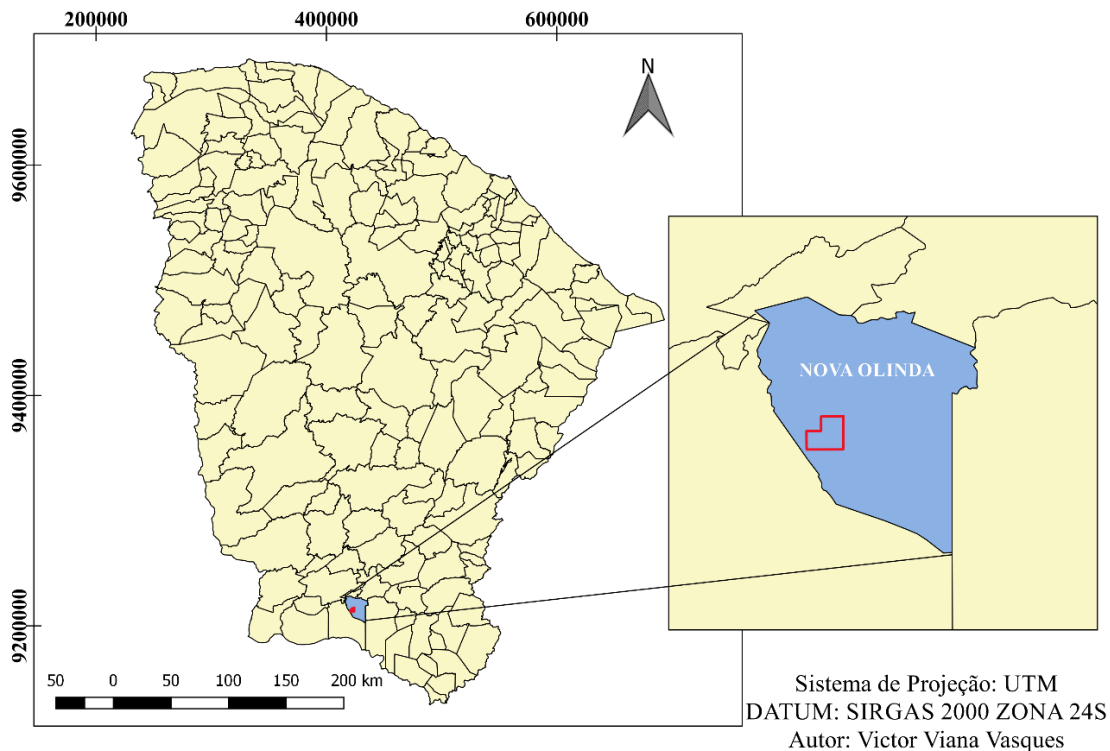 200000 400000 600000
N
9600000
9400000
9200000
NOVA OLINDA
50 0 50 100 150 200 km
Sistema de Projeção: UTM
DATUM: SIRGAS 2000 ZONA 24S
Autor: Victor Viana Vasques